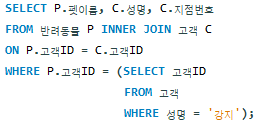 SELECT P.펫이름, C.성명, C.지점번호
FROM 반려동물 P INNER JOIN 고객 C
ON P.고객ID = C.고객ID
WHERE P.고객ID = (SELECT 고객ID
FROM 고객
WHERE 성명 = '강지');